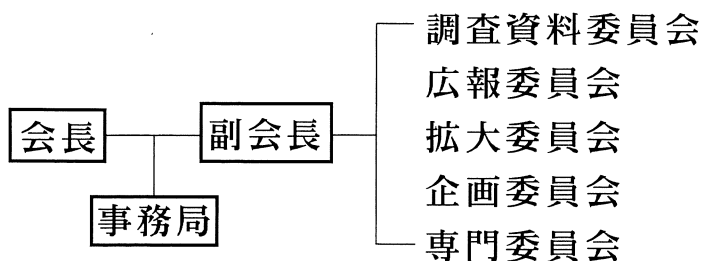 会長
事務局
副会長
調査資料委員会
広報委員会
拡大委員会
企画委員会
専門委員会